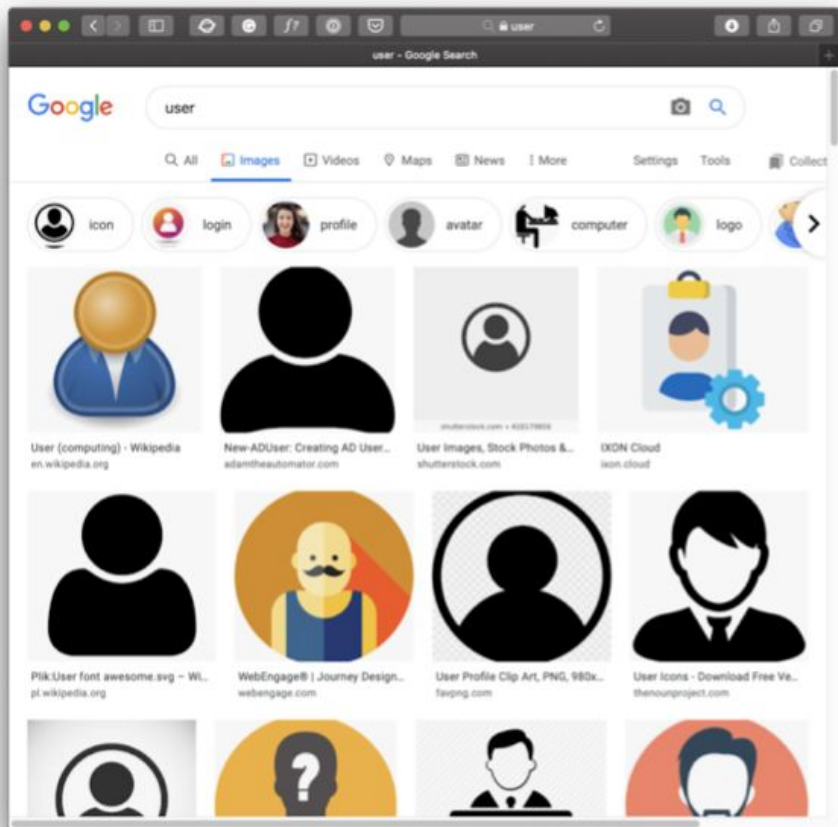 user
user - Google Search
Google
user
All Images Videos Maps News More Settings Tools Collect
icon login profile avatar computer logo
User (computing) - Wikipedia
en.wikipedia.org
New-ADUser: Creating AD User...
adamtheautomator.com
shutterstock.com •
User Images, Stock Photos &...
shutterstock.com
IXON Cloud
ixon.cloud
Plik:User font awesome.svg – Wi...
pl.wikipedia.org
WebEngage® | Journey Design...
webengage.com
User Profile Clip Art, PNG, 980x...
favpng.com
User Icons - Download Free Ve...
thenounproject.com
?